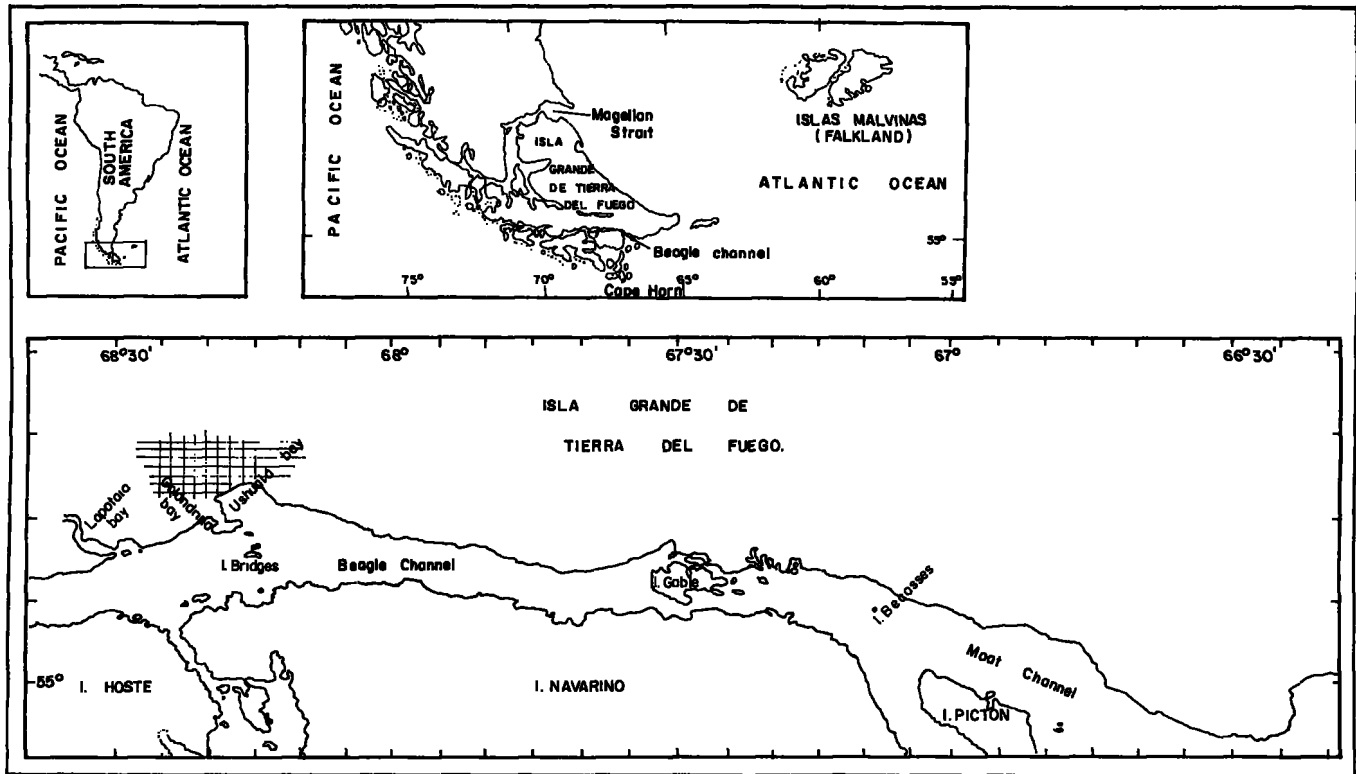 PACIFIC OCEAN
SOUTH
AMERICA
ATLANTIC OCEAN
PACIFIC OCEAN
Magellan
Strait
ISLA
GRANDE
DE TIERRA
DEL FUEGO
ISLAS MALVINAS
(FALKLAND)
ATLANTIC OCEAN
Beagle channel
Cape Horn
55°
75°
70°
65°
60°
55°
68°30'
68°
67°30'
67°
66°30'
ISLA GRANDE DE
TIERRA DEL FUEGO.
Lapataia
bay
Golondrina
bay
Ushuaia bay
I. Bridges
Beagle Channel
I. Gable
I. Becasses
Moat Channel
55°
I. HOSTE
I. NAVARINO
I. PICTON